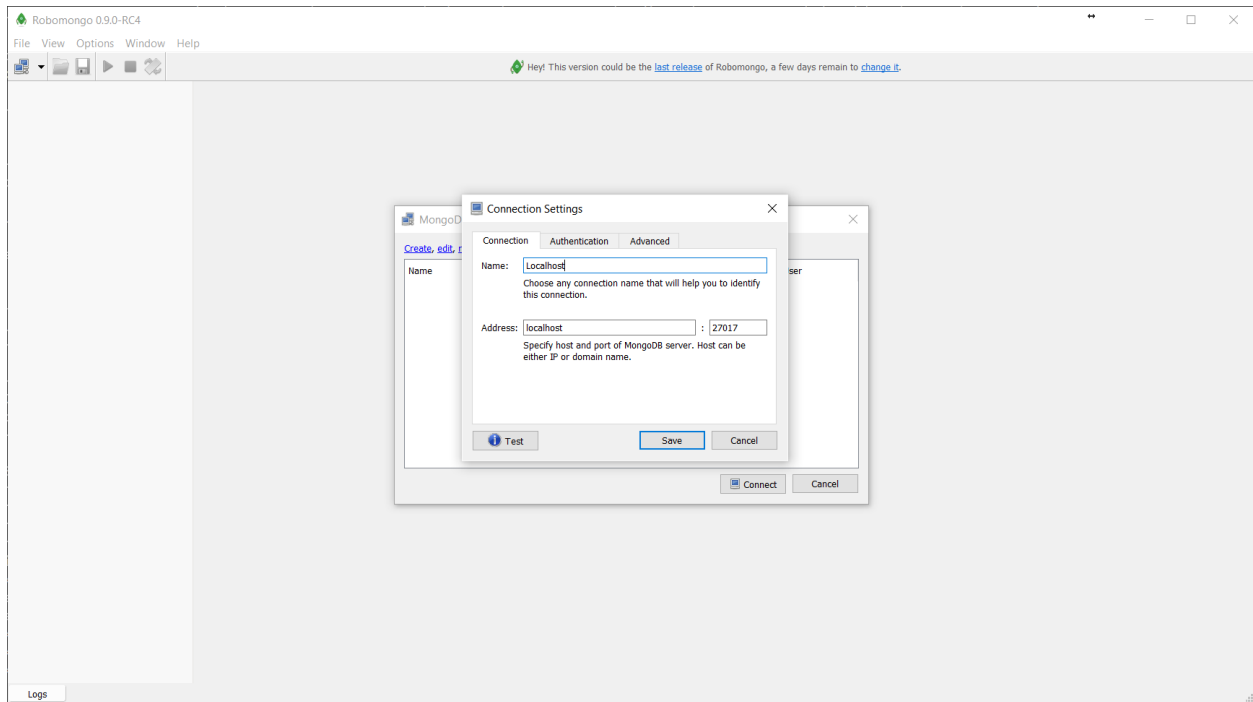 Robomongo 0.9.0-RC4
File View Options Window Help
Hey! This version could be the last release of Robomongo, a few days remain to change it.
MongoD
Connection Settings
Create, edit, r
Connection Authentication Advanced
Name ser
Name: Localhost
Choose any connection name that will help you to identify
this connection.
Address: localhost : 27017
Specify host and port of MongoDB server. Host can be
either IP or domain name.
Test Save Cancel
Connect Cancel
Logs